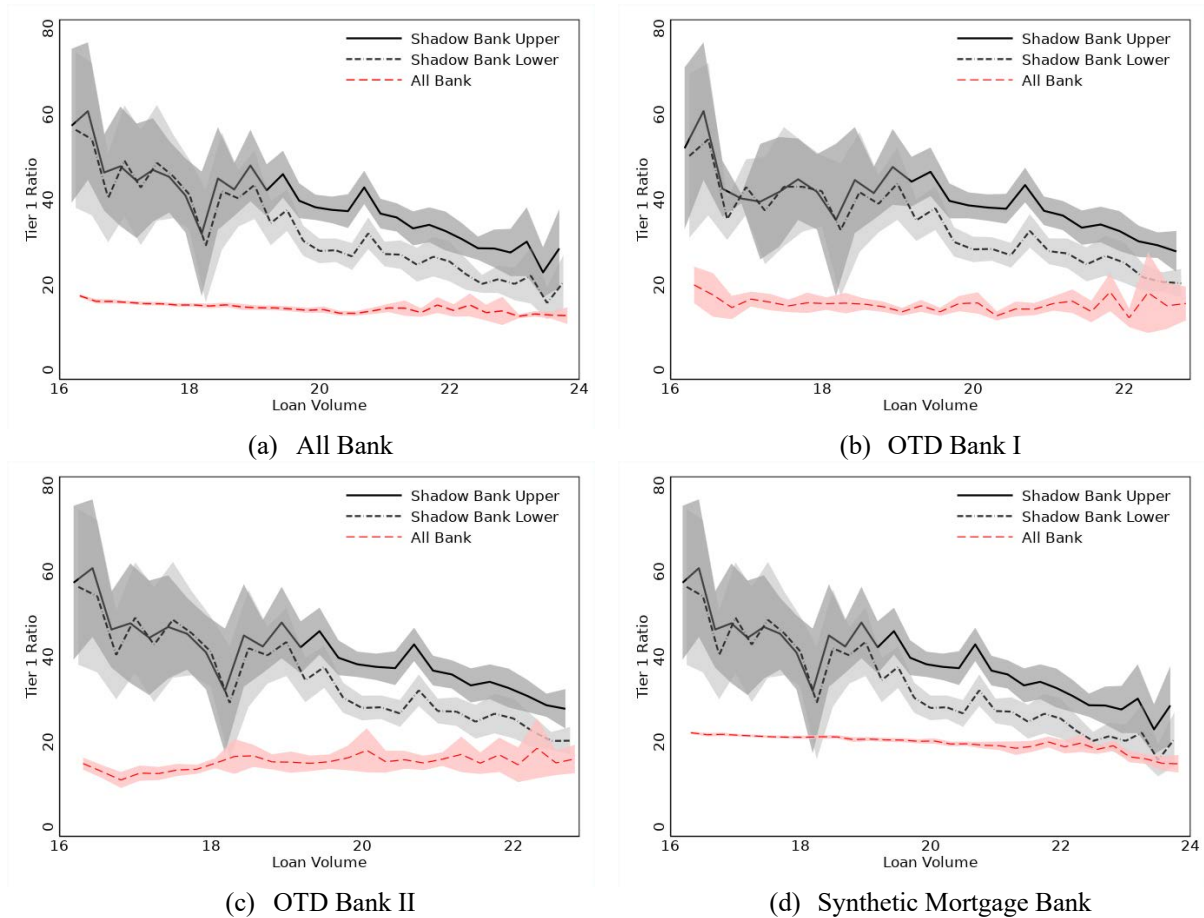 80
60
40
20
0
Tier 1 Ratio
Shadow Bank Upper
Shadow Bank Lower
All Bank
16 18 20 22 24
Loan Volume
(a) All Bank
80
60
40
20
0
Tier 1 Ratio
Shadow Bank Upper
Shadow Bank Lower
All Bank
16 18 20 22
Loan Volume
(b) OTD Bank I
80
60
40
20
0
Tier 1 Ratio
Shadow Bank Upper
Shadow Bank Lower
All Bank
16 18 20 22
Loan Volume
(c) OTD Bank II
80
60
40
20
0
Tier 1 Ratio
Shadow Bank Upper
Shadow Bank Lower
All Bank
16 18 20 22 24
Loan Volume
(d) Synthetic Mortgage Bank